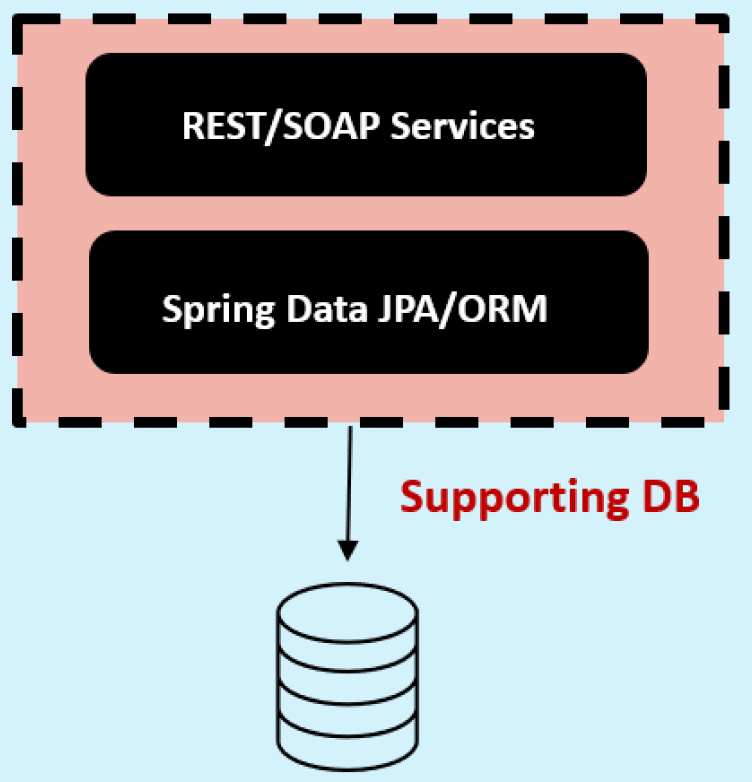 REST/SOAP Services
Spring Data JPA/ORM
Supporting DB